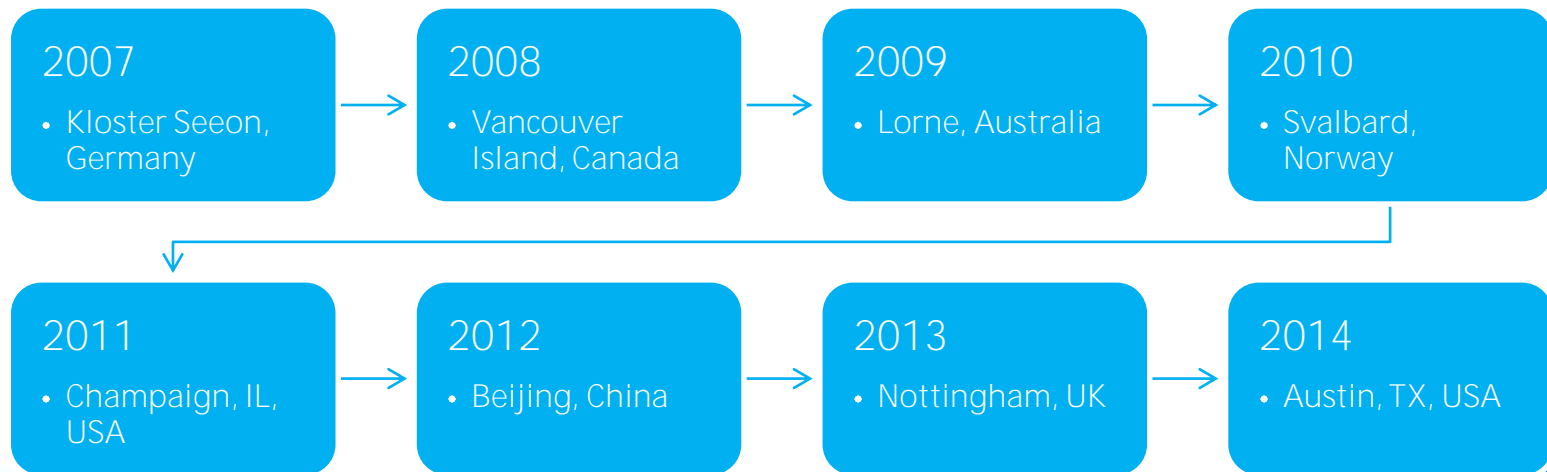 2007
• Kloster Seeon,
Germany
2008
• Vancouver
Island, Canada
2009
• Lorne, Australia
2010
• Svalbard,
Norway
2011
• Champaign, IL,
USA
2012
• Beijing, China
2013
• Nottingham, UK
2014
• Austin, TX, USA